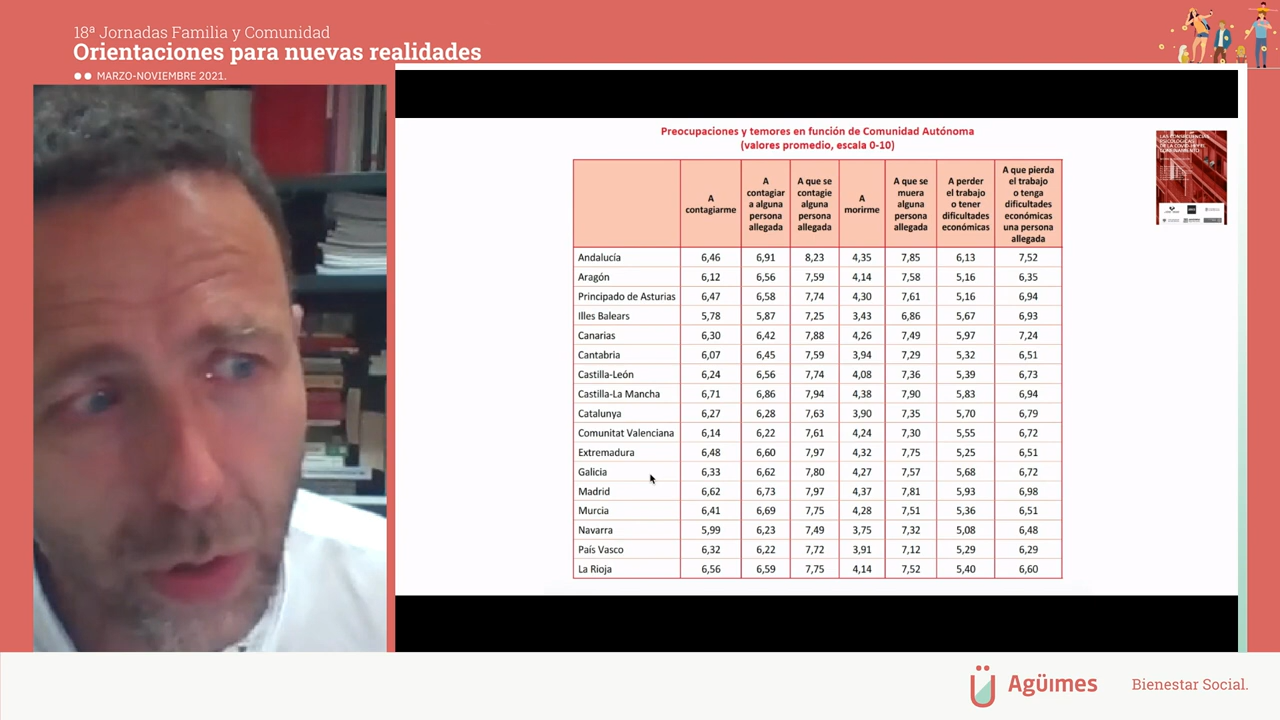 18ª Jornadas Familia y Comunidad
Orientaciones para nuevas realidades
MARZO-NOVIEMBRE 2021.
Preocupaciones y temores en función de Comunidad Autónoma
(valores promedio, escala 0-10)
A contagiarme | A contagiar a alguna persona allegada | A que se contagie alguna persona allegada | A morirme | A que se muera alguna persona allegada | A perder el trabajo o tener dificultades económicas | A que pierda el trabajo o tenga dificultades económicas una persona allegada
Andalucía 6,46 6,91 8,23 4,35 7,85 6,13 7,52
Aragón 6,12 6,56 7,59 4,14 7,58 5,16 6,35
Principado de Asturias 6,47 6,58 7,74 4,30 7,61 5,16 6,94
Illes Balears 5,78 5,87 7,25 3,43 6,86 5,67 6,93
Canarias 6,30 6,42 7,88 4,26 7,49 5,97 7,24
Cantabria 6,07 6,45 7,59 3,94 7,29 5,32 6,51
Castilla-León 6,24 6,56 7,74 4,08 7,36 5,39 6,73
Castilla-La Mancha 6,71 6,86 7,94 4,38 7,90 5,83 6,94
Catalunya 6,27 6,28 7,63 3,90 7,35 5,70 6,79
Comunitat Valenciana 6,14 6,22 7,61 4,24 7,30 5,55 6,72
Extremadura 6,48 6,60 7,97 4,32 7,75 5,25 6,51
Galicia 6,33 6,62 7,80 4,27 7,57 5,68 6,72
Madrid 6,62 6,73 7,97 4,37 7,81 5,93 6,98
Murcia 6,41 6,69 7,75 4,28 7,51 5,36 6,51
Navarra 5,99 6,23 7,49 3,75 7,32 5,08 6,48
País Vasco 6,32 6,22 7,72 3,91 7,12 5,29 6,29
La Rioja 6,56 6,59 7,75 4,14 7,52 5,40 6,60
LAS CONSECUENCIAS
PSICOLÓGICAS
DE LA COVID-19 Y EL
CONFINAMIENTO
Agüimes
Bienestar Social.